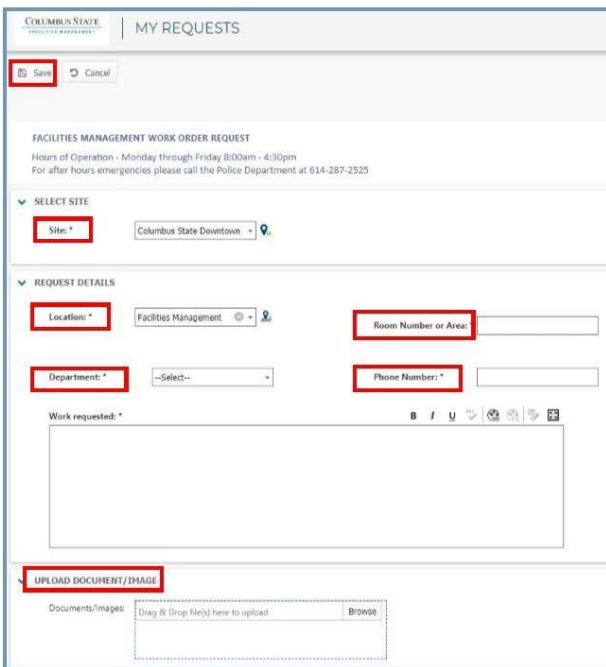 COLUMBUS STATE
FACILITIES MANAGEMENT
MY REQUESTS
Save Cancel
FACILITIES MANAGEMENT WORK ORDER REQUEST
Hours of Operation - Monday through Friday 8:00am - 4:30pm
For after hours emergencies please call the Police Department at 614-287-2525
SELECT SITE
Site: * Columbus State Downtown
REQUEST DETAILS
Location: * Facilities Management Room Number or Area: *
Department: * --Select-- Phone Number: *
Work requested: * B I U
UPLOAD DOCUMENT/IMAGE
Documents/Images: Drag & Drop file(s) here to upload Browse